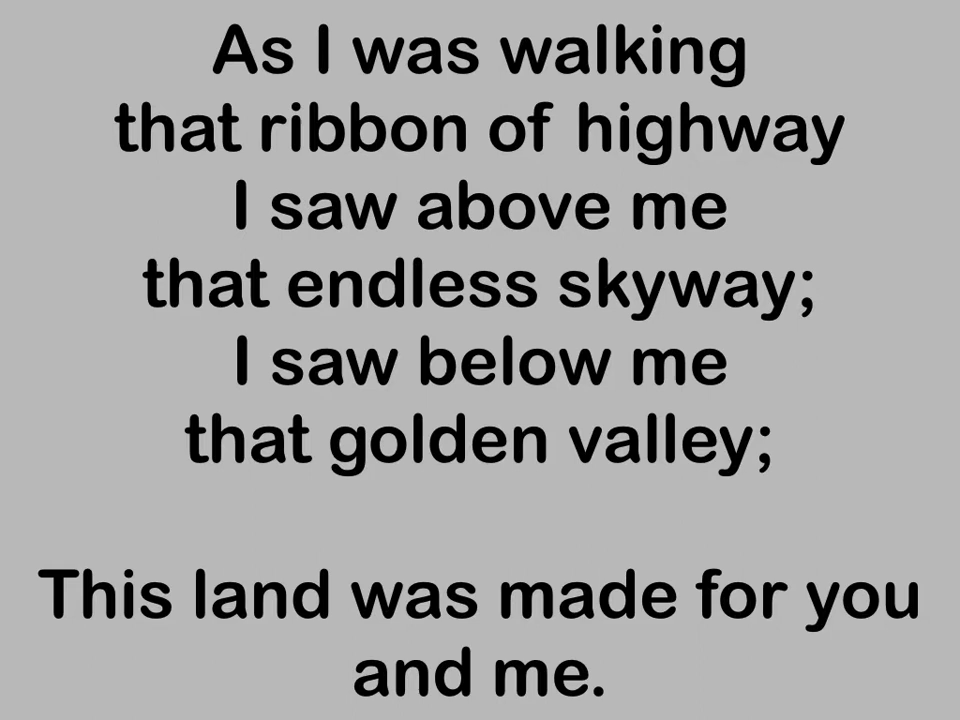 As I was walking
that ribbon of highway
I saw above me
that endless skyway;
I saw below me
that golden valley;
This land was made for you
and me.